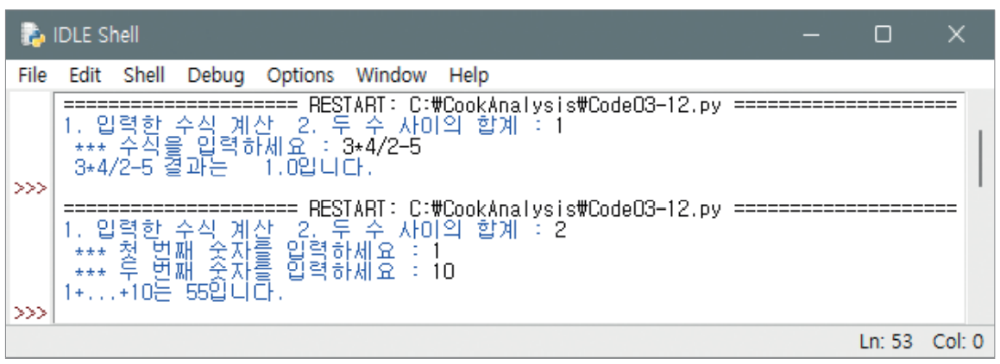 IDLE Shell
File Edit Shell Debug Options Window Help
===================== RESTART: C:₩CookAnalysis₩Code03-12.py ====================
1. 입력한 수식 계산  2. 두 수 사이의 합계 : 1
 *** 수식을 입력하세요 : 3*4/2-5
 3*4/2-5 결과는   1.0입니다.
>>>
===================== RESTART: C:₩CookAnalysis₩Code03-12.py ====================
1. 입력한 수식 계산  2. 두 수 사이의 합계 : 2
 *** 첫 번째 숫자를 입력하세요 : 1
 *** 두 번째 숫자를 입력하세요 : 10
1+...+10는 55입니다.
>>>
Ln: 53 Col: 0